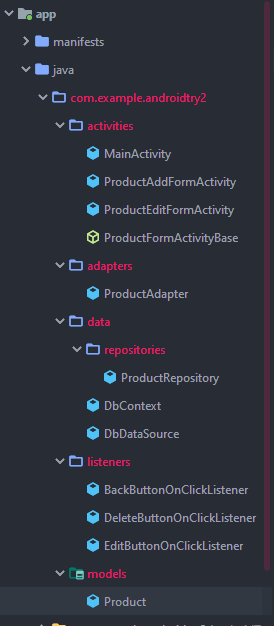 app
manifests
java
com.example.androidtry2
activities
MainActivity
ProductAddFormActivity
ProductEditFormActivity
ProductFormActivityBase
adapters
ProductAdapter
data
repositories
ProductRepository
DbContext
DbDataSource
listeners
BackButtonOnClickListener
DeleteButtonOnClickListener
EditButtonOnClickListener
models
Product